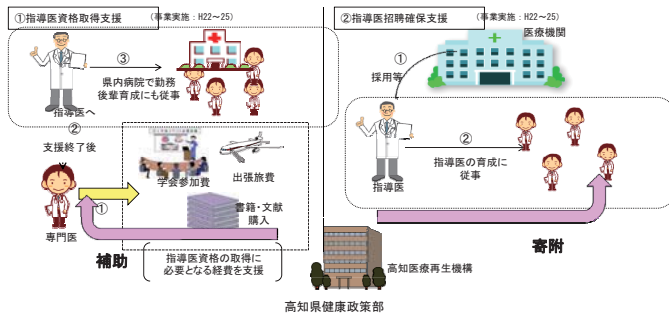 ①指導医資格取得支援
（事業実施：H22～25）
③
県内病院で勤務
後輩育成にも従事
指導医へ
②
支援終了後
学会参加費
出張旅費
書籍・文献
購入
①
専門医
補助
指導医資格の取得に
必要となる経費を支援
②指導医招聘確保支援
（事業実施：H22～25）
医療機関
①
採用等
②
指導医の育成に
従事
指導医
寄附
高知医療再生機構
高知県健康政策部